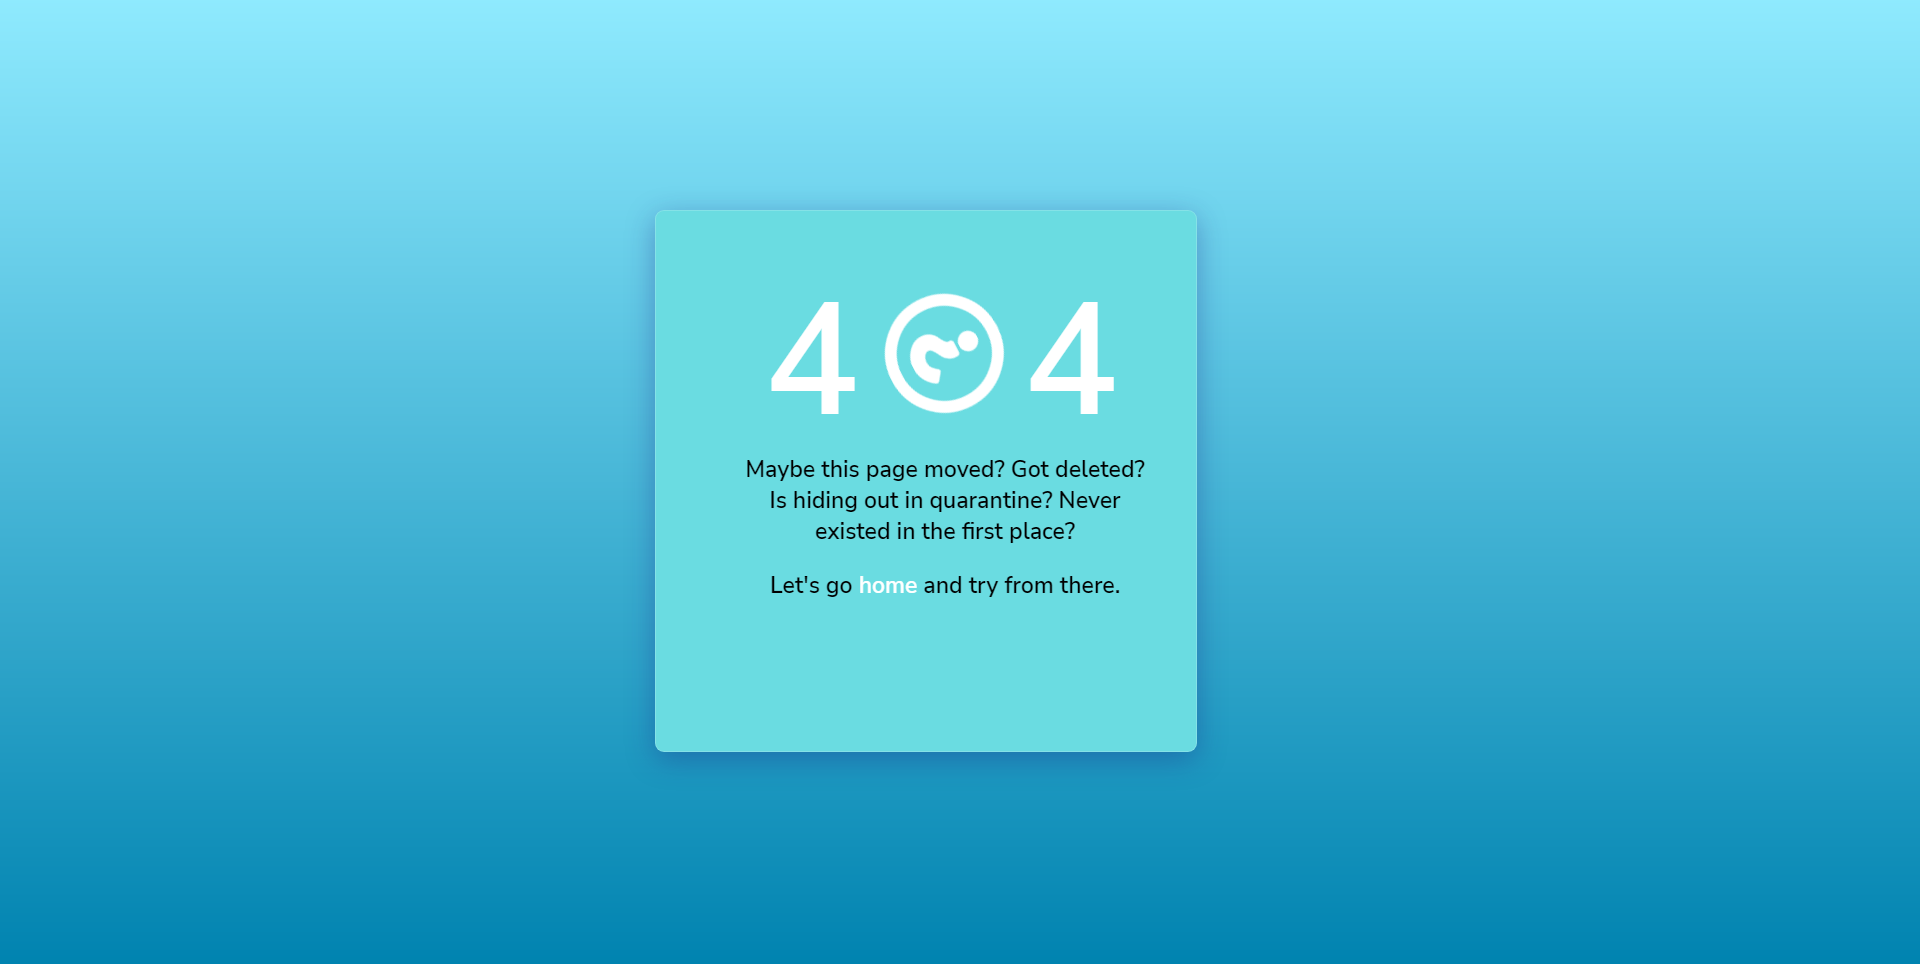 4 4
Maybe this page moved? Got deleted?
Is hiding out in quarantine? Never
existed in the first place?
Let's go home and try from there.